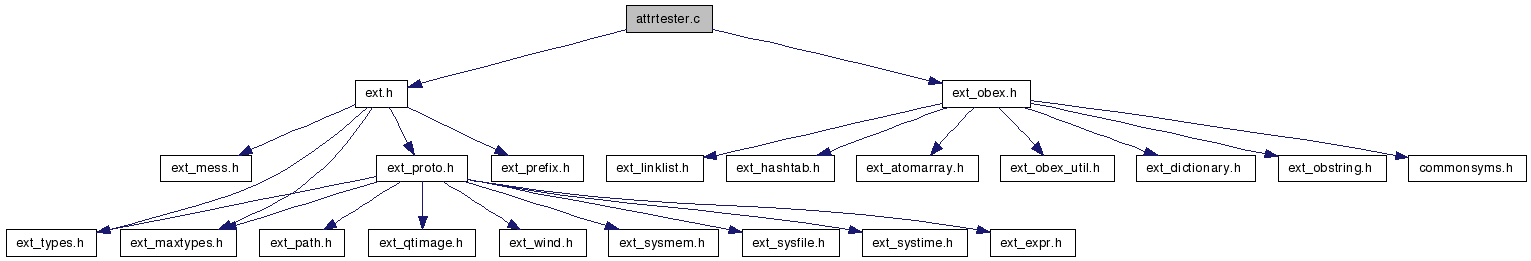 attrtester.c
ext.h
ext_obex.h
ext_mess.h
ext_proto.h
ext_prefix.h
ext_linklist.h
ext_hashtab.h
ext_atomarray.h
ext_obex_util.h
ext_dictionary.h
ext_obstring.h
commonsyms.h
ext_types.h
ext_maxtypes.h
ext_path.h
ext_qtimage.h
ext_wind.h
ext_sysmem.h
ext_sysfile.h
ext_systime.h
ext_expr.h